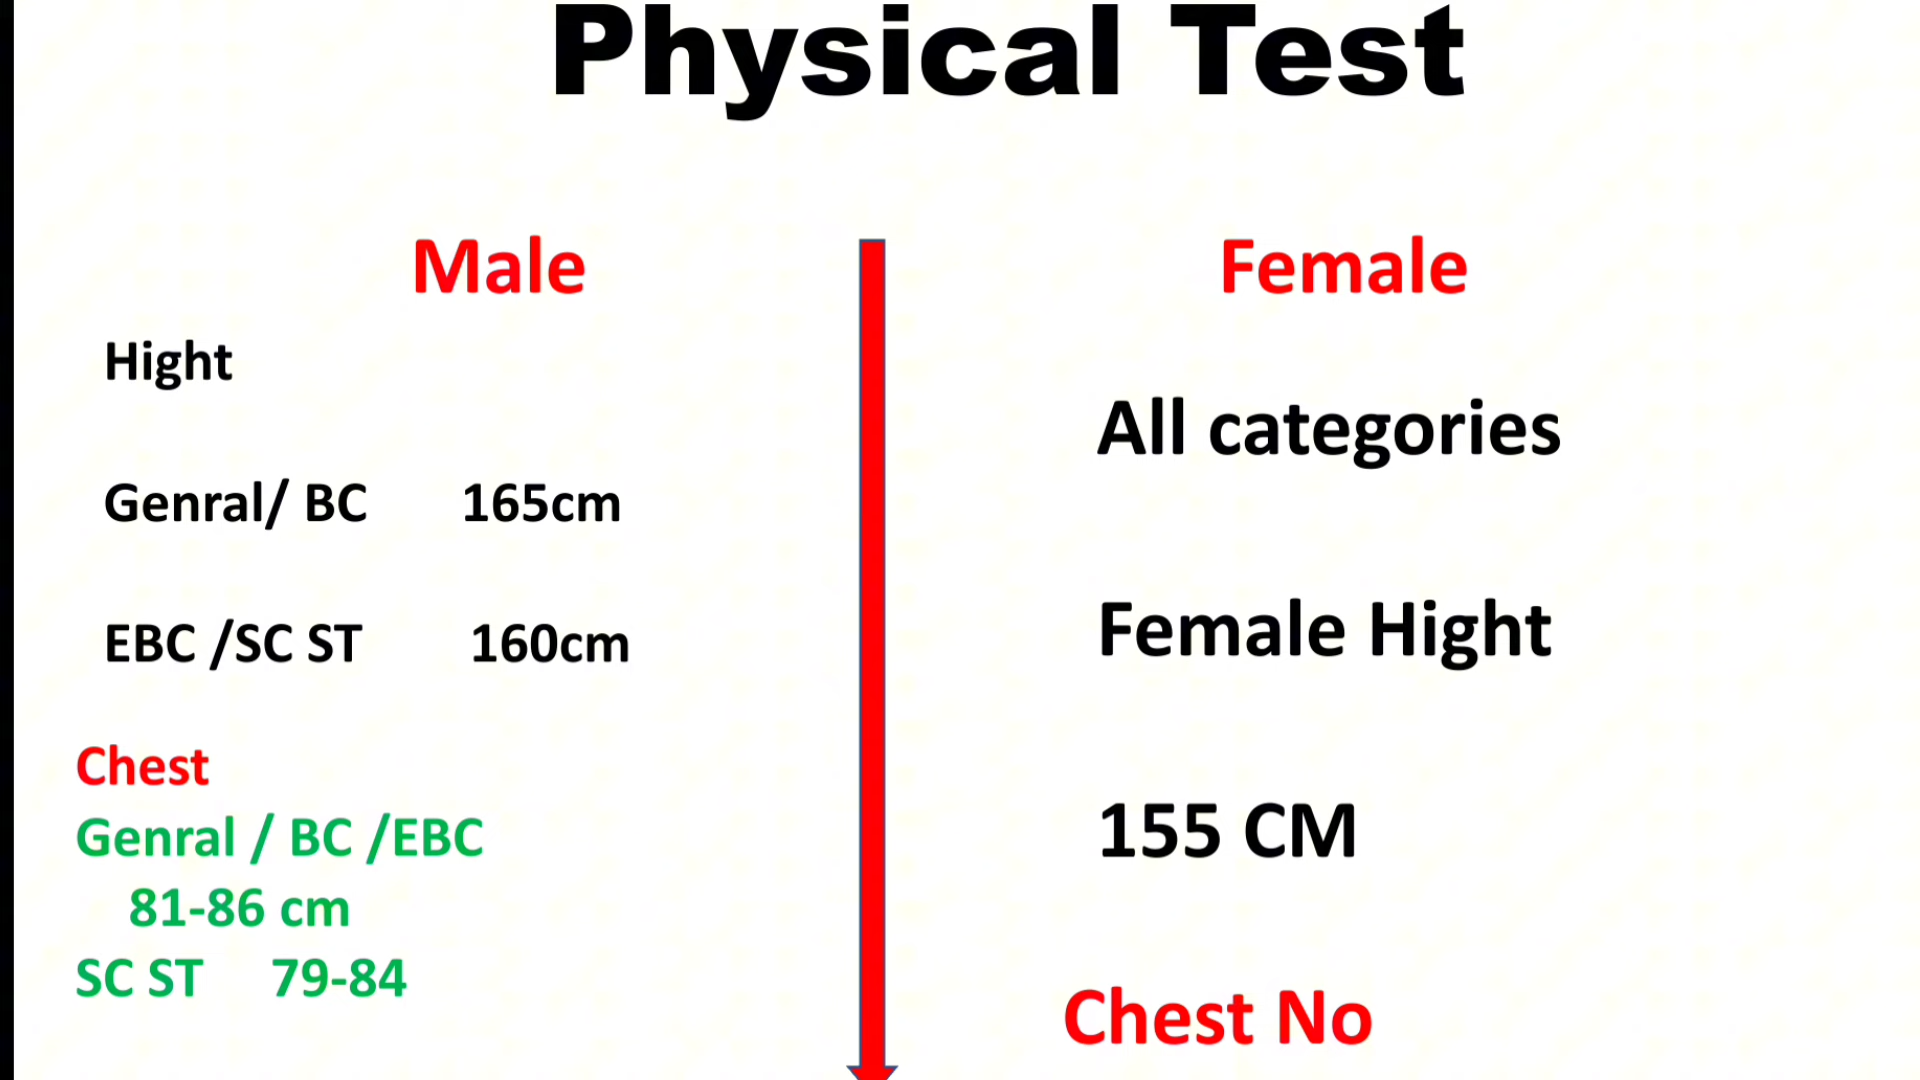 Physical Test
Male
Hight
Genral/ BC 165cm
EBC /SC ST 160cm
Chest
Genral / BC /EBC
81-86 cm
SC ST 79-84
Female
All categories
Female Hight
155 CM
Chest No